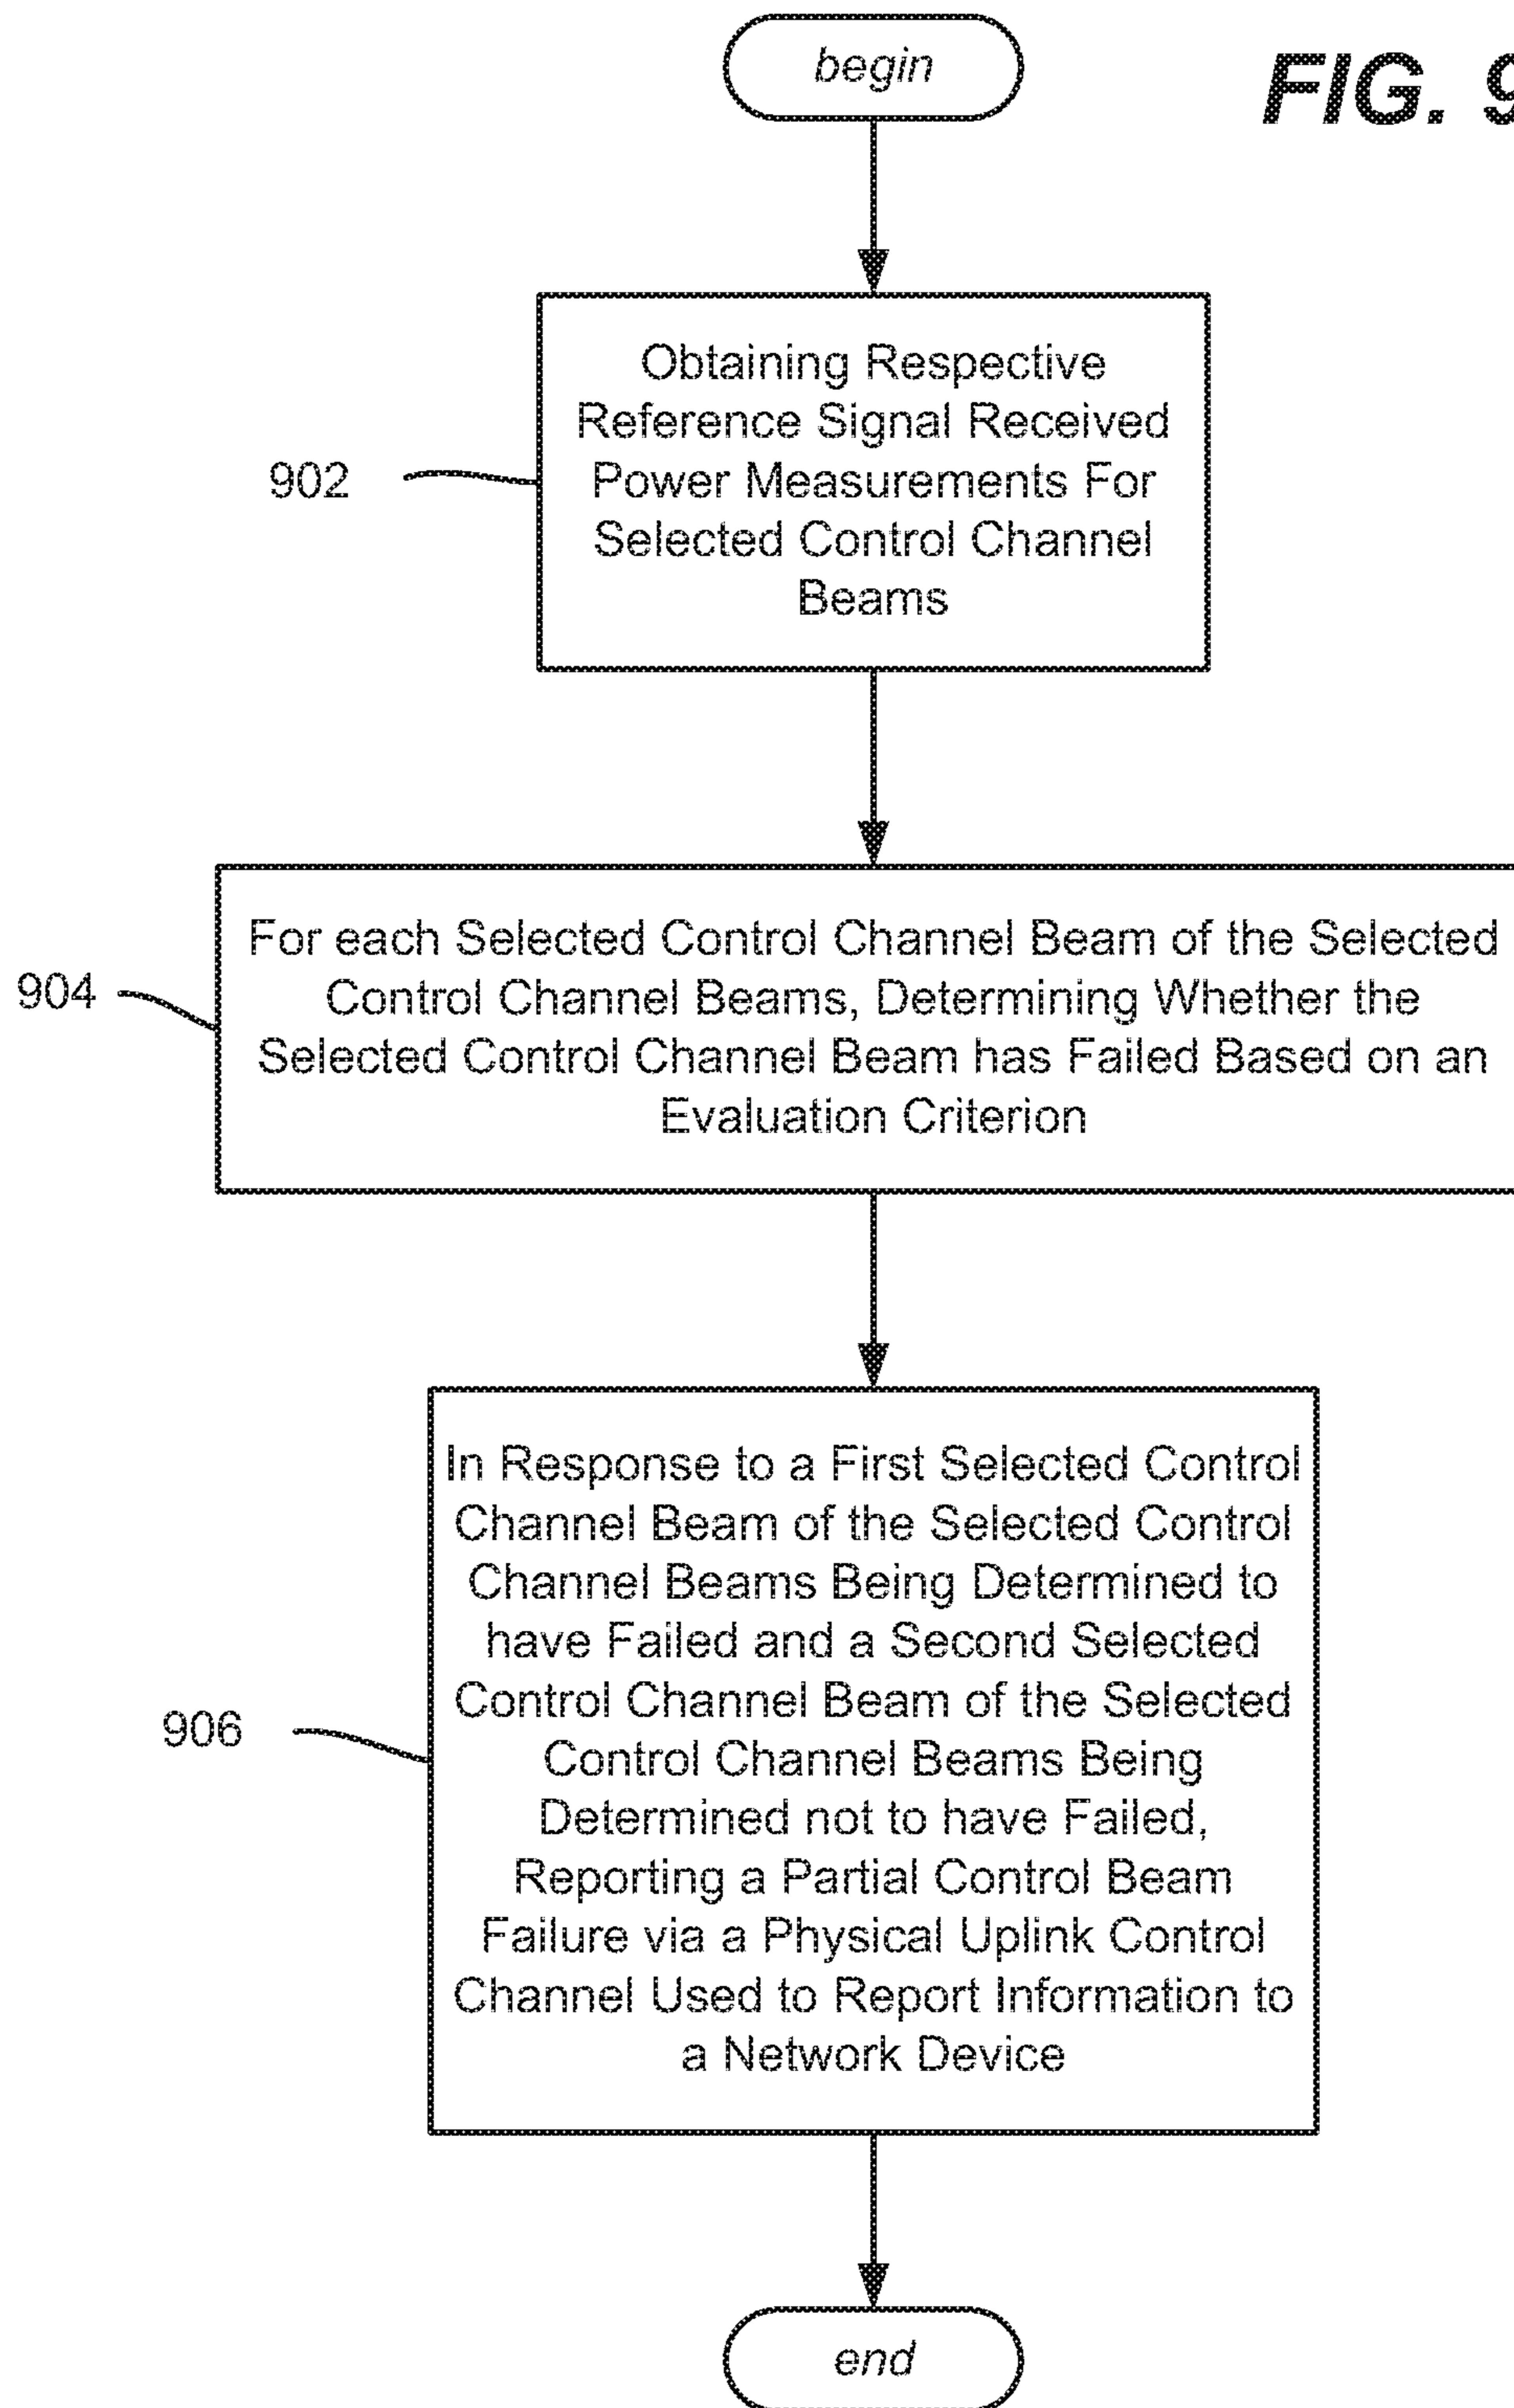 begin
FIG. 9
Obtaining Respective
Reference Signal Received
Power Measurements For
Selected Control Channel
Beams
902
For each Selected Control Channel Beam of the Selected
Control Channel Beams, Determining Whether the
Selected Control Channel Beam has Failed Based on an
Evaluation Criterion
904
In Response to a First Selected Control
Channel Beam of the Selected Control
Channel Beams Being Determined to
have Failed and a Second Selected
Control Channel Beam of the Selected
Control Channel Beams Being
Determined not to have Failed,
Reporting a Partial Control Beam
Failure via a Physical Uplink Control
Channel Used to Report Information to
a Network Device
906
end